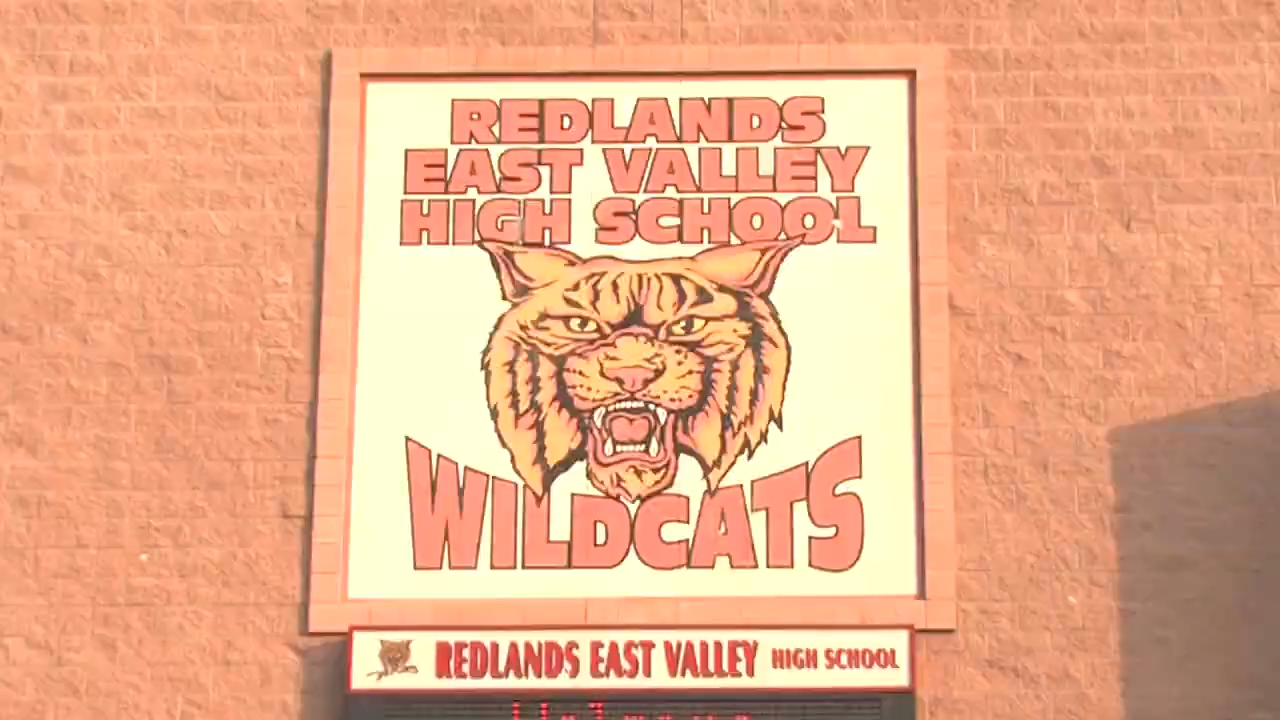 REDLANDS
EAST VALLEY
HIGH SCHOOL
WILDCATS
REDLANDS EAST VALLEY HIGH SCHOOL